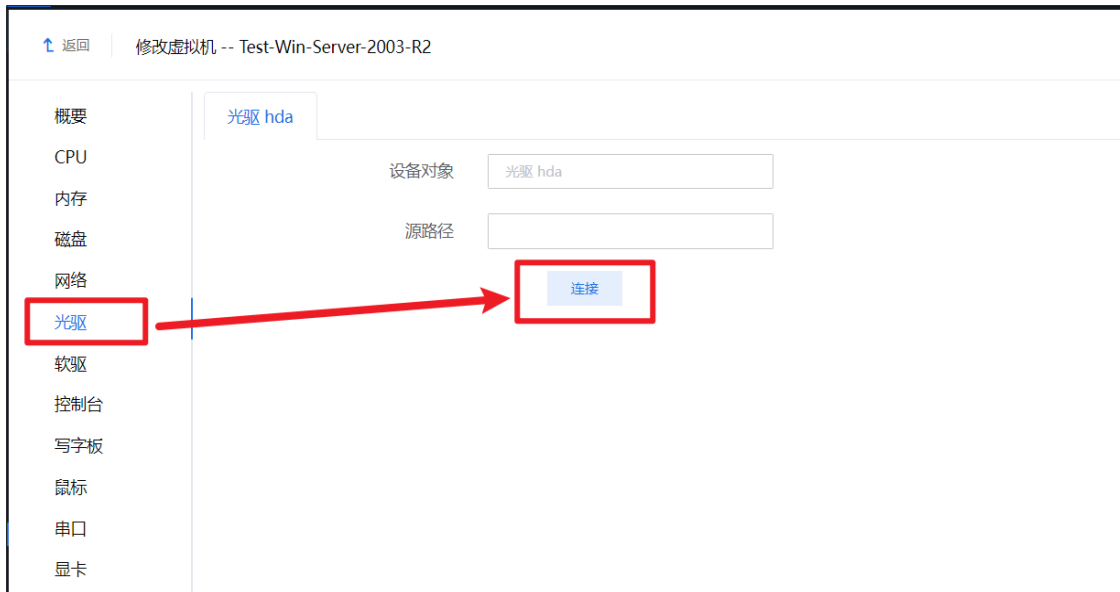 返回 修改虚拟机 -- Test-Win-Server-2003-R2
概要
CPU
内存
磁盘
网络
光驱
软驱
控制台
写字板
鼠标
串口
显卡
光驱 hda
设备对象 光驱 hda
源路径
连接